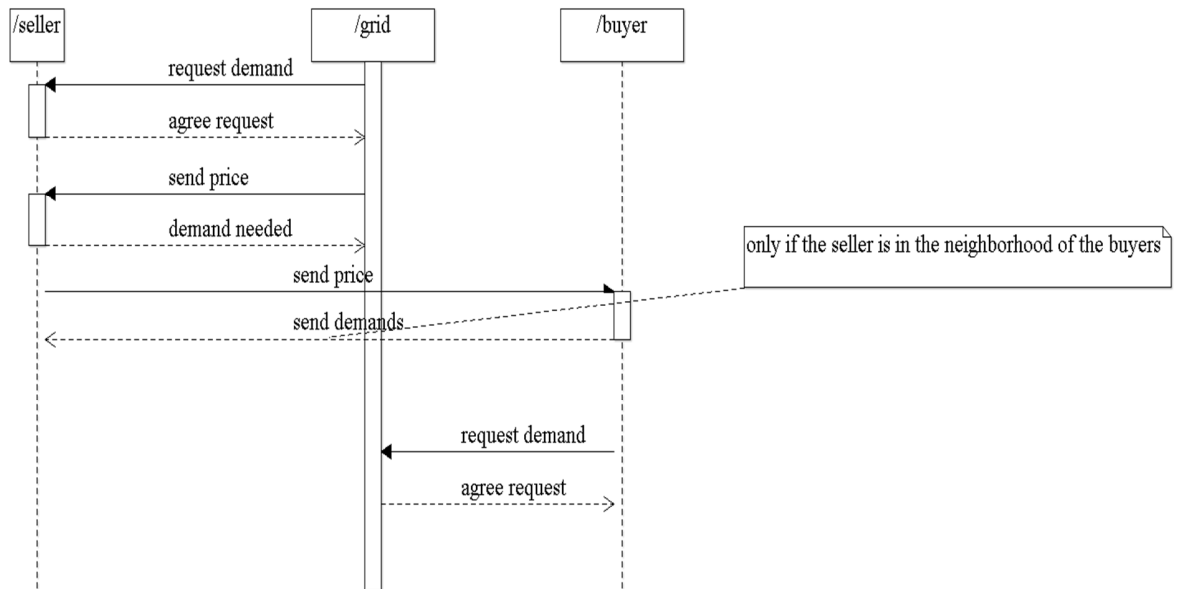 /seller
/grid
/buyer
request demand
agree request
send price
demand needed
only if the seller is in the neighborhood of the buyers
send price
send demands
request demand
agree request